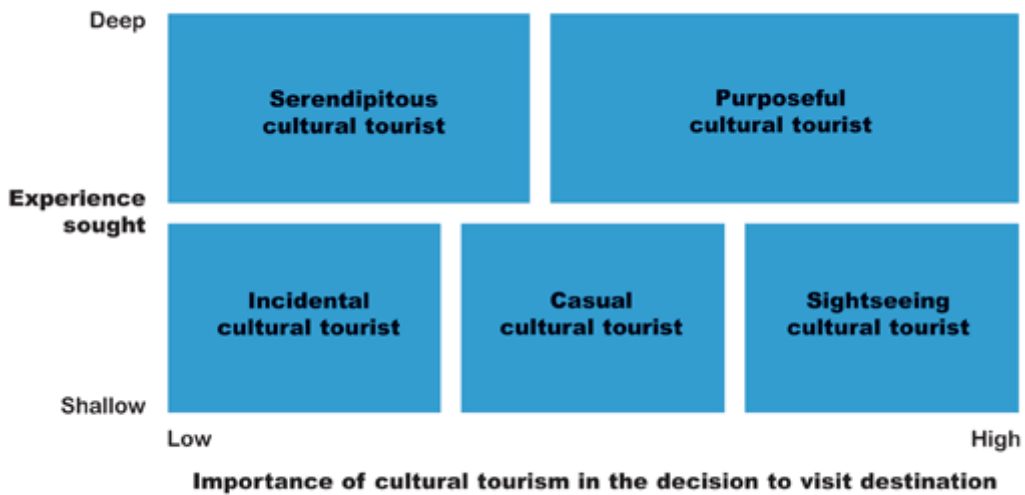 Deep
Serendipitous
cultural tourist
Purposeful
cultural tourist
Experience
sought
Incidental
cultural tourist
Casual
cultural tourist
Sightseeing
cultural tourist
Shallow
Low
High
Importance of cultural tourism in the decision to visit destination